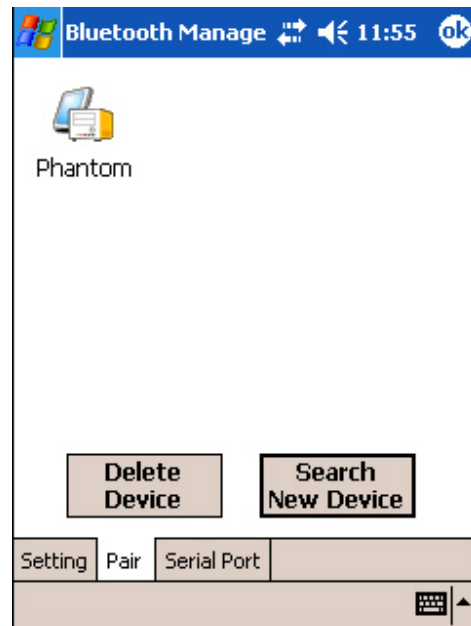 Bluetooth Manage 11:55 ok
Phantom
Delete
Device
Search
New Device
Setting Pair Serial Port